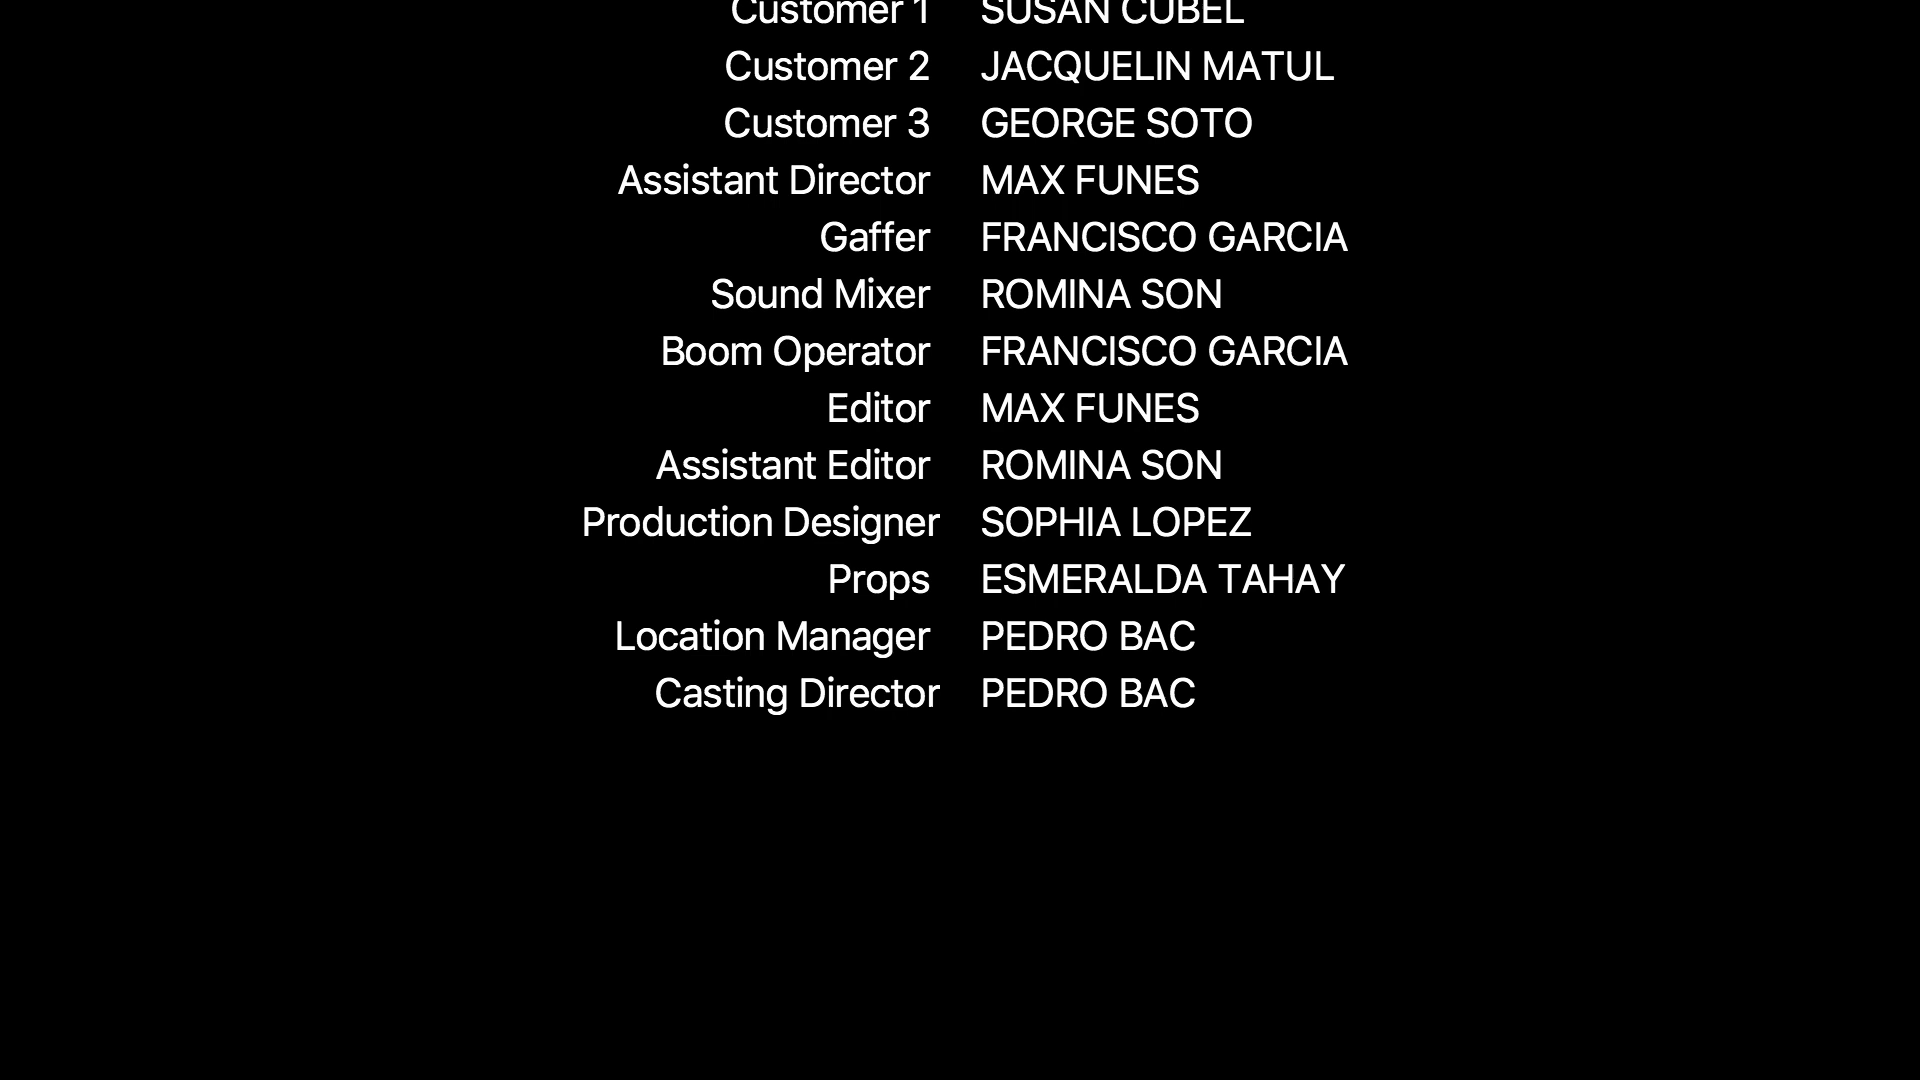 Customer 1 SUSAN CUBEL
Customer 2 JACQUELIN MATUL
Customer 3 GEORGE SOTO
Assistant Director MAX FUNES
Gaffer FRANCISCO GARCIA
Sound Mixer ROMINA SON
Boom Operator FRANCISCO GARCIA
Editor MAX FUNES
Assistant Editor ROMINA SON
Production Designer SOPHIA LOPEZ
Props ESMERALDA TAHAY
Location Manager PEDRO BAC
Casting Director PEDRO BAC